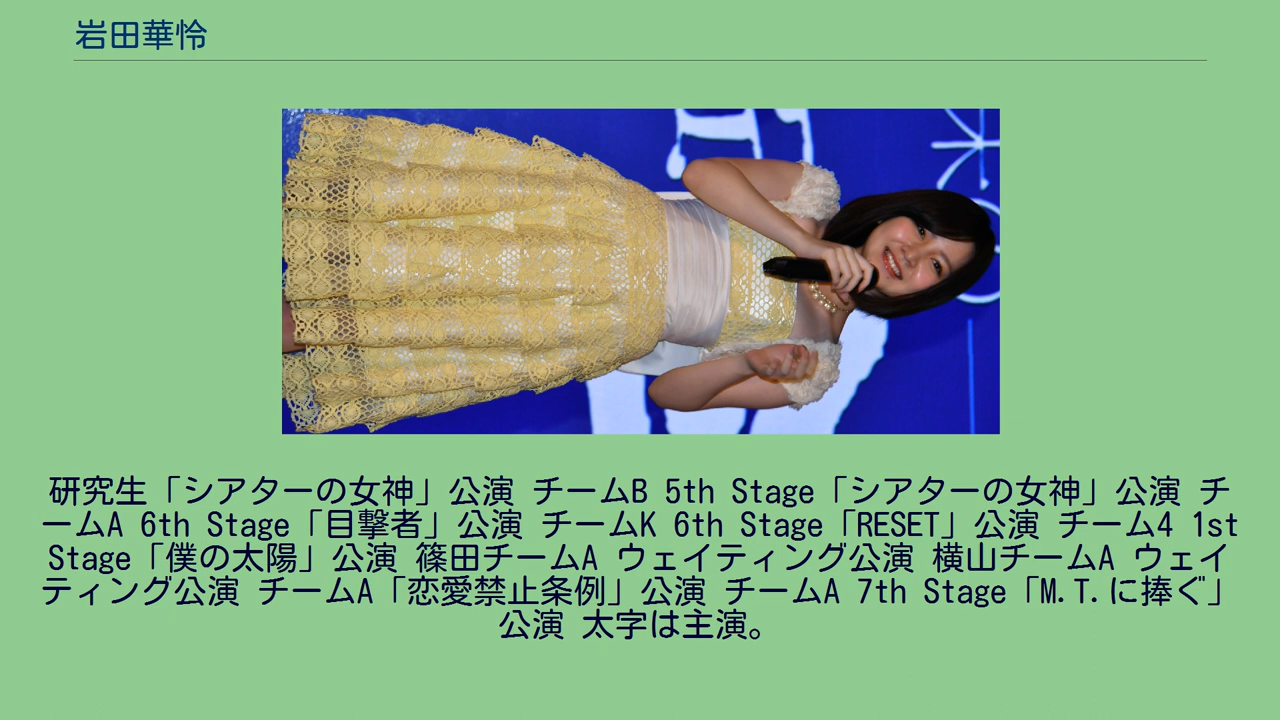 岩田華怜
研究生「シアターの女神」公演 チームB 5th Stage「シアターの女神」公演 チ
ームA 6th Stage「目撃者」公演 チームK 6th Stage「RESET」公演 チーム4 1st
Stage「僕の太陽」公演 篠田チームA ウェイティング公演 横山チームA ウェイ
ティング公演 チームA「恋愛禁止条例」公演 チームA 7th Stage「M.T.に捧ぐ」
公演 太字は主演。